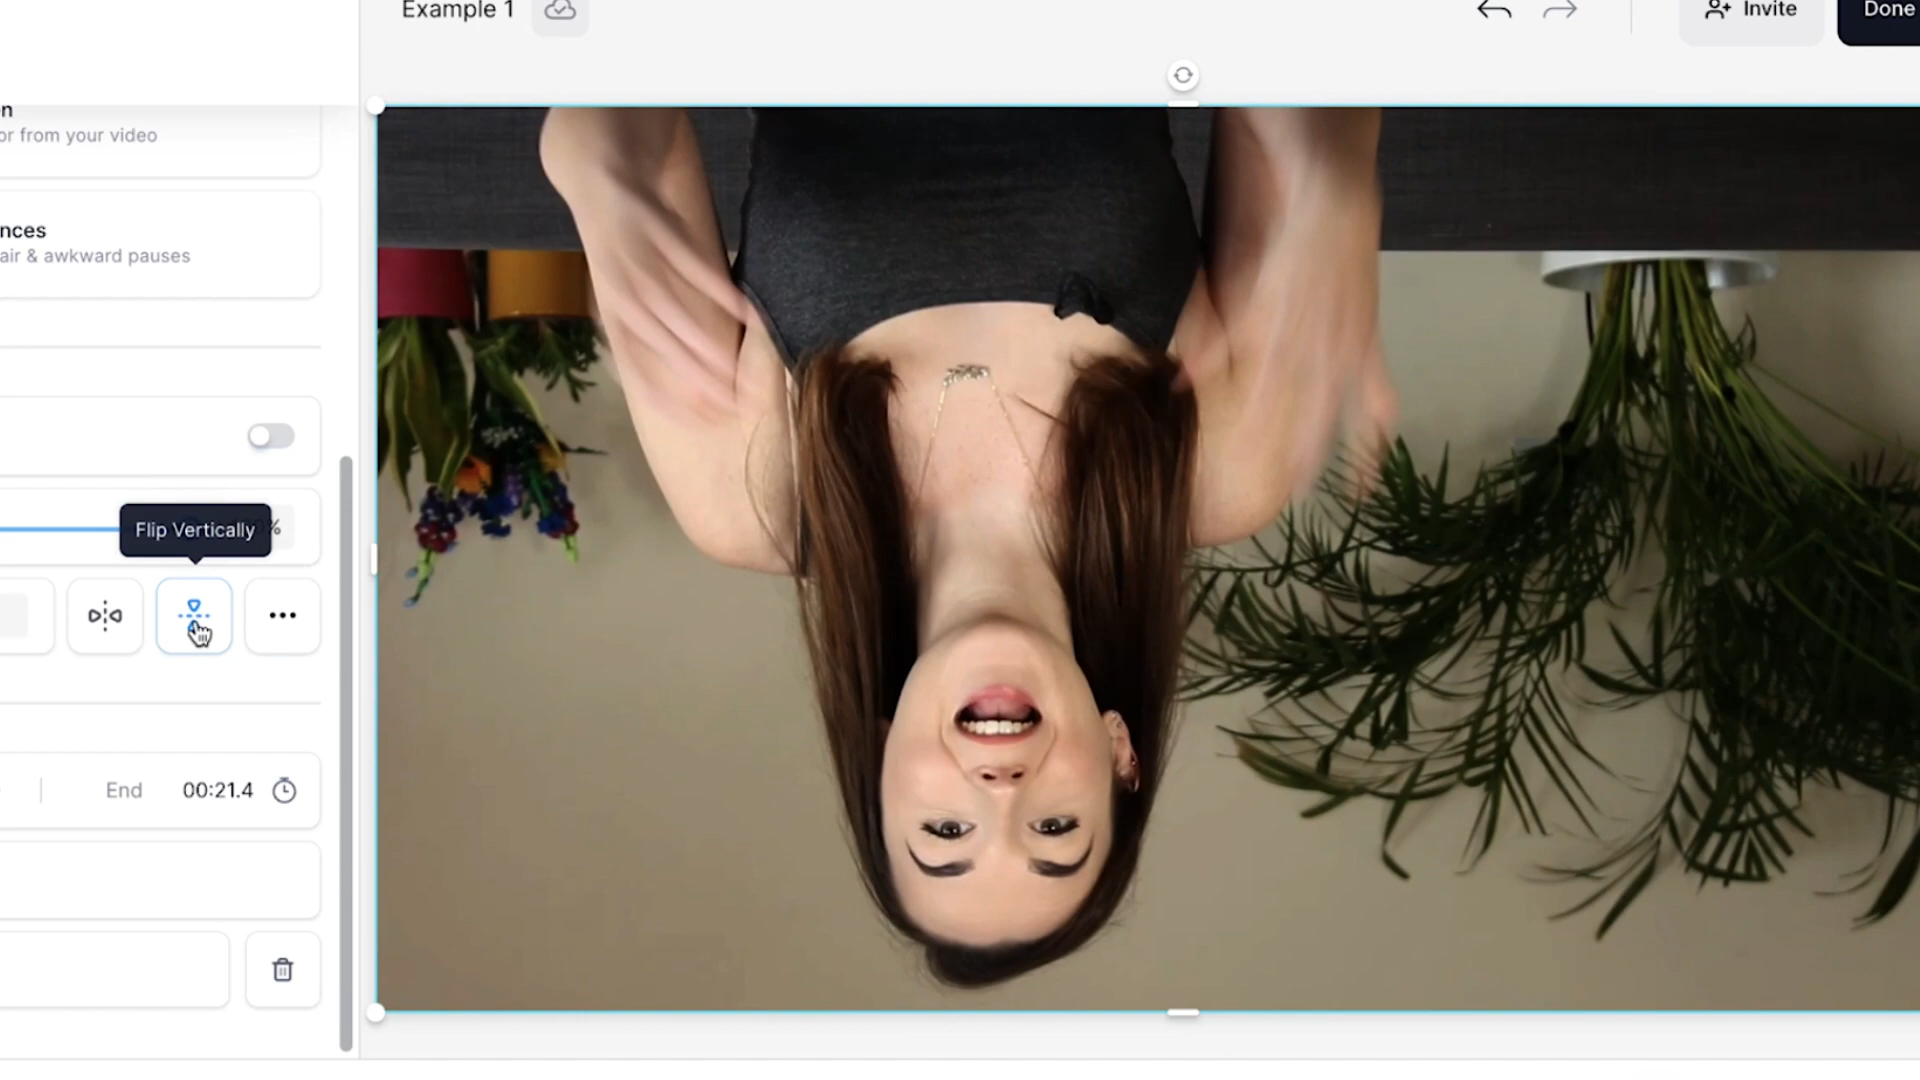 Example 1
Invite
Done
n
or from your video
nces
air & awkward pauses
Flip Vertically
%
End 00:21.4